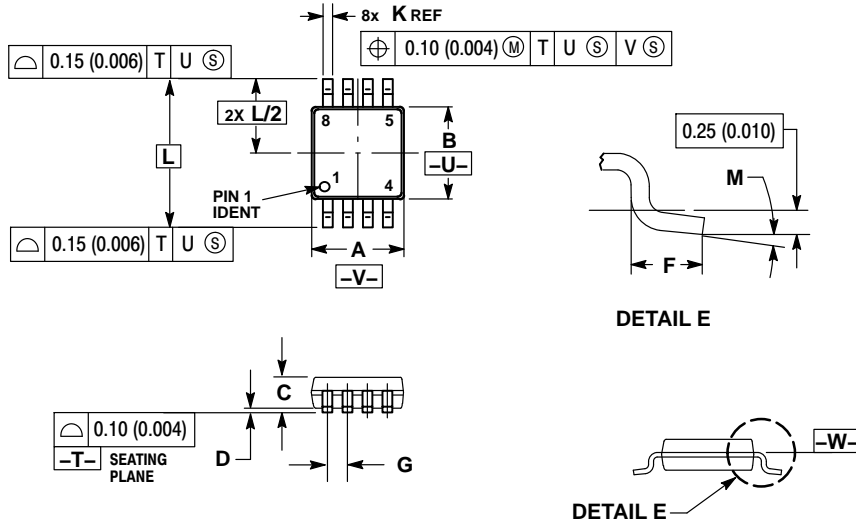 8x K REF
0.10 (0.004) Ⓜ T U Ⓢ V Ⓢ
0.15 (0.006) T U Ⓢ
2X L/2
8 5
B
–U–
L
1
4
PIN 1
IDENT
0.15 (0.006) T U Ⓢ
A
–V–
0.25 (0.010)
M
F
DETAIL E
C
0.10 (0.004)
–T– SEATING
PLANE
D
G
–W–
DETAIL E